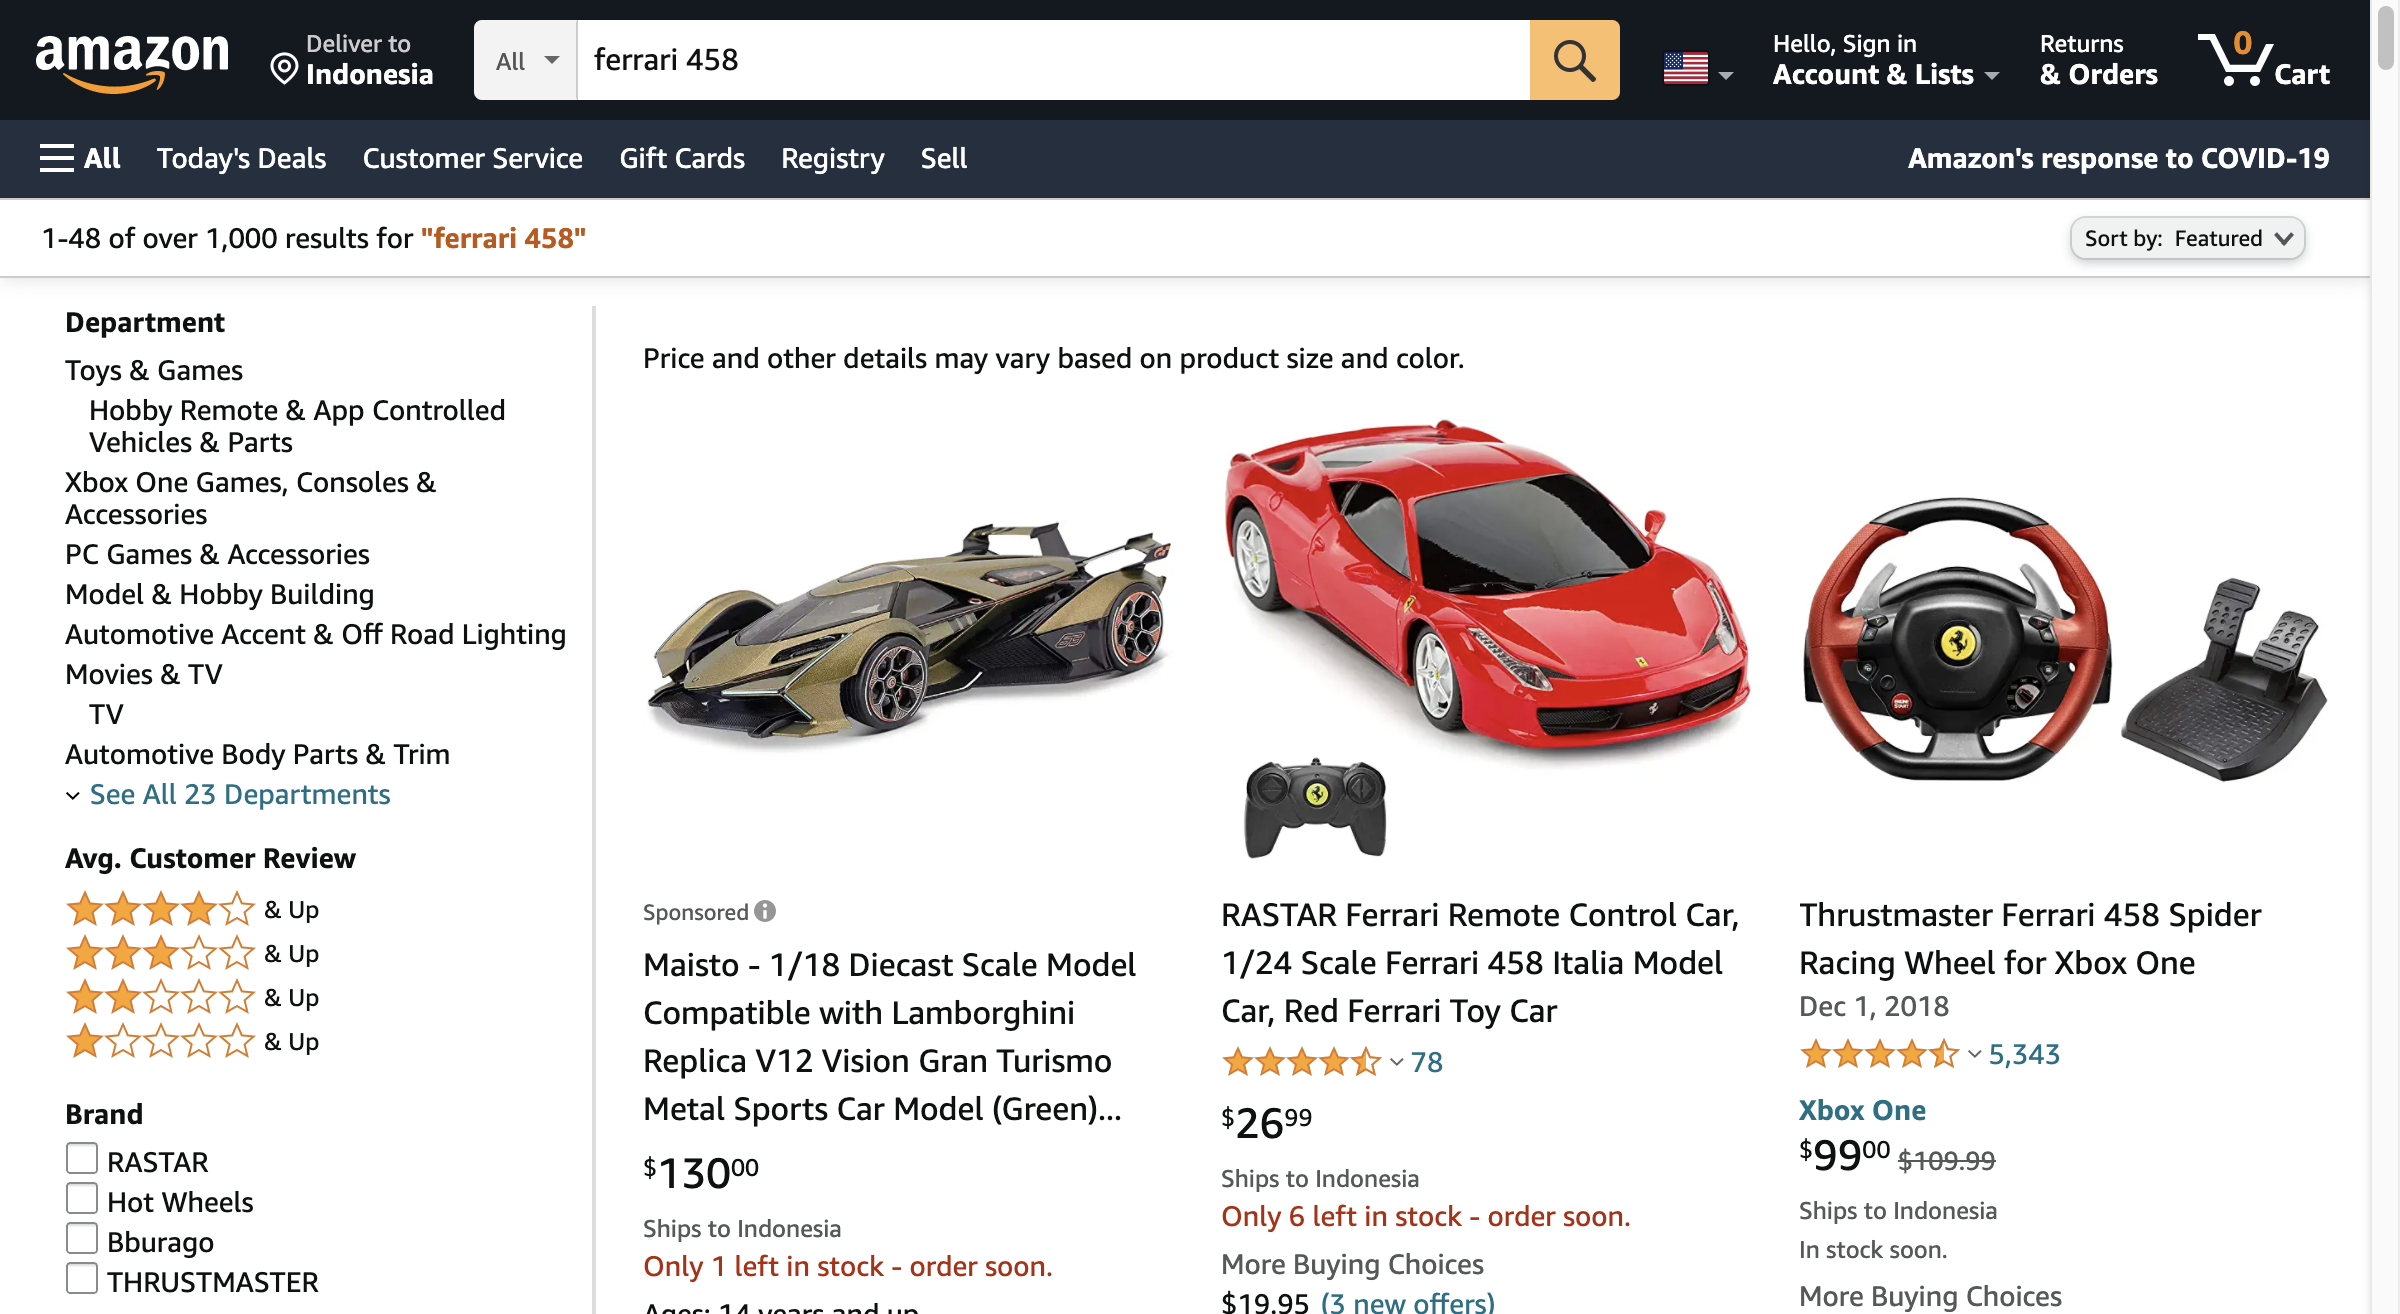 amazon
Deliver to
Indonesia
All
ferrari 458
Hello, Sign in
Account & Lists
Returns
& Orders
0
Cart
All
Today's Deals
Customer Service
Gift Cards
Registry
Sell
Amazon's response to COVID-19
1-48 of over 1,000 results for "ferrari 458"
Sort by: Featured
Department
Toys & Games
Hobby Remote & App Controlled
Vehicles & Parts
Xbox One Games, Consoles &
Accessories
PC Games & Accessories
Model & Hobby Building
Automotive Accent & Off Road Lighting
Movies & TV
TV
Automotive Body Parts & Trim
See All 23 Departments
Avg. Customer Review
& Up
& Up
& Up
& Up
Brand
RASTAR
Hot Wheels
Bburago
THRUSTMASTER
Price and other details may vary based on product size and color.
Sponsored
Maisto - 1/18 Diecast Scale Model
Compatible with Lamborghini
Replica V12 Vision Gran Turismo
Metal Sports Car Model (Green)...
$13000
Ships to Indonesia
Only 1 left in stock - order soon.
Ages: 14 years and up
RASTAR Ferrari Remote Control Car,
1/24 Scale Ferrari 458 Italia Model
Car, Red Ferrari Toy Car
78
$2699
Ships to Indonesia
Only 6 left in stock - order soon.
More Buying Choices
$19.95 (3 new offers)
Thrustmaster Ferrari 458 Spider
Racing Wheel for Xbox One
Dec 1, 2018
5,343
Xbox One
$9900 $109.99
Ships to Indonesia
In stock soon.
More Buying Choices